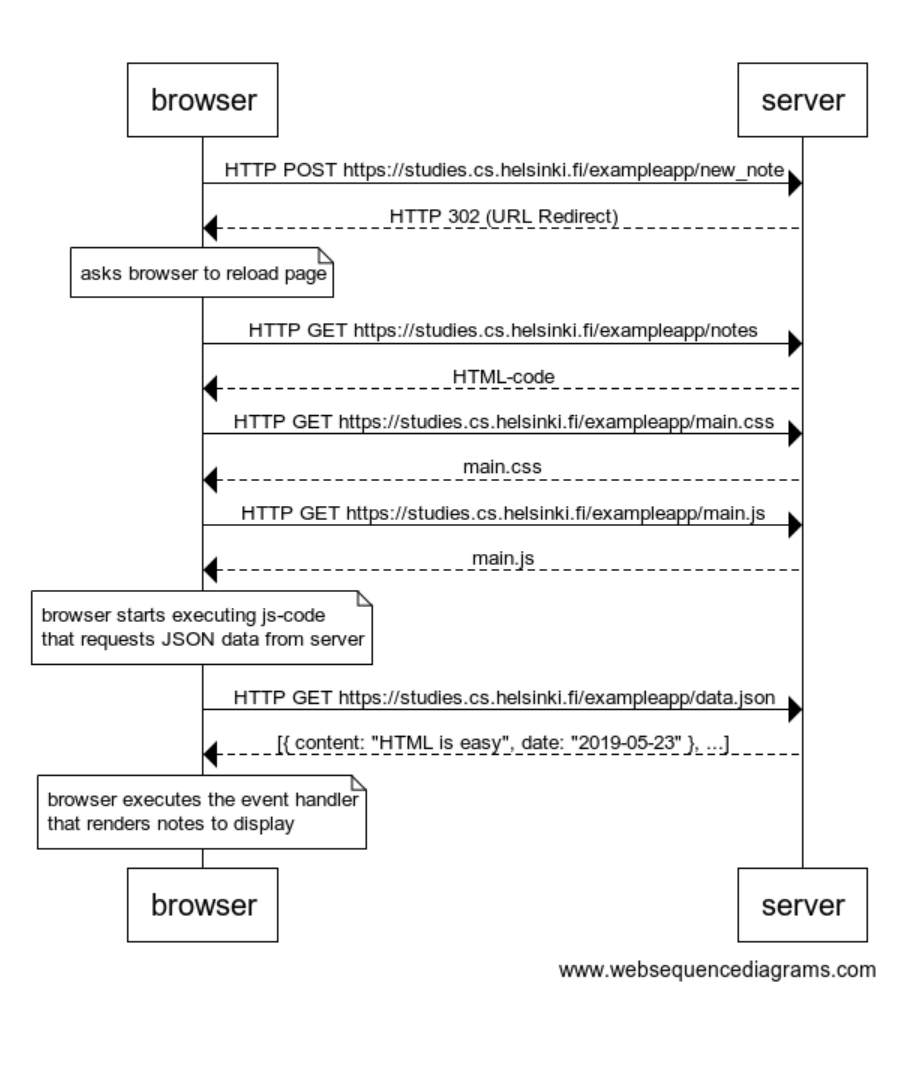 browser
server
HTTP POST https://studies.cs.helsinki.fi/exampleapp/new_note
HTTP 302 (URL Redirect)
asks browser to reload page
HTTP GET https://studies.cs.helsinki.fi/exampleapp/notes
HTML-code
HTTP GET https://studies.cs.helsinki.fi/exampleapp/main.css
main.css
HTTP GET https://studies.cs.helsinki.fi/exampleapp/main.js
main.js
browser starts executing js-code
that requests JSON data from server
HTTP GET https://studies.cs.helsinki.fi/exampleapp/data.json
[{ content: "HTML is easy", date: "2019-05-23" }, ...]
browser executes the event handler
that renders notes to display
browser
server
www.websequencediagrams.com